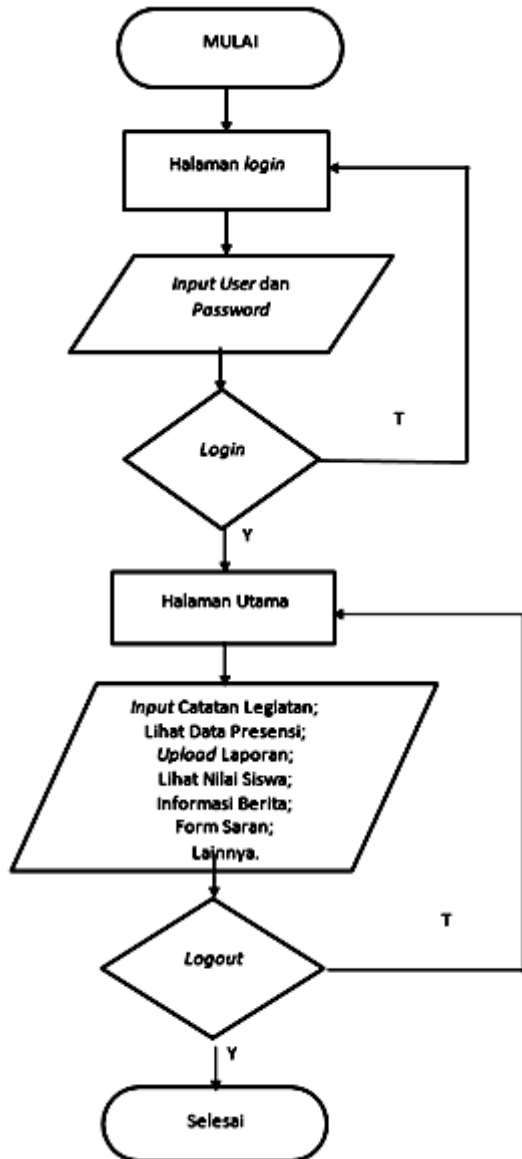 MULAI
Halaman login
Input User dan
Password
Login
T
Y
Halaman Utama
Input Catatan Legiatan;
Lihat Data Presensi;
Upload Laporan;
Lihat Nilai Siswa;
Informasi Berita;
Form Saran;
Lainnya.
Logout
T
Y
Selesai